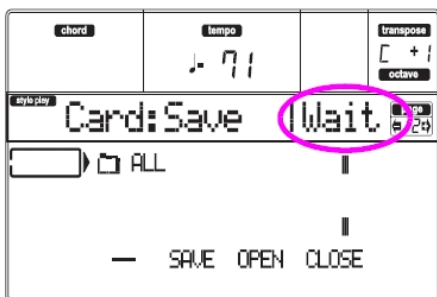 chord tempo transpose
♩= 71 C +1
octave
style play Card:Save |Wait page
2
ALL
— SAVE OPEN CLOSE